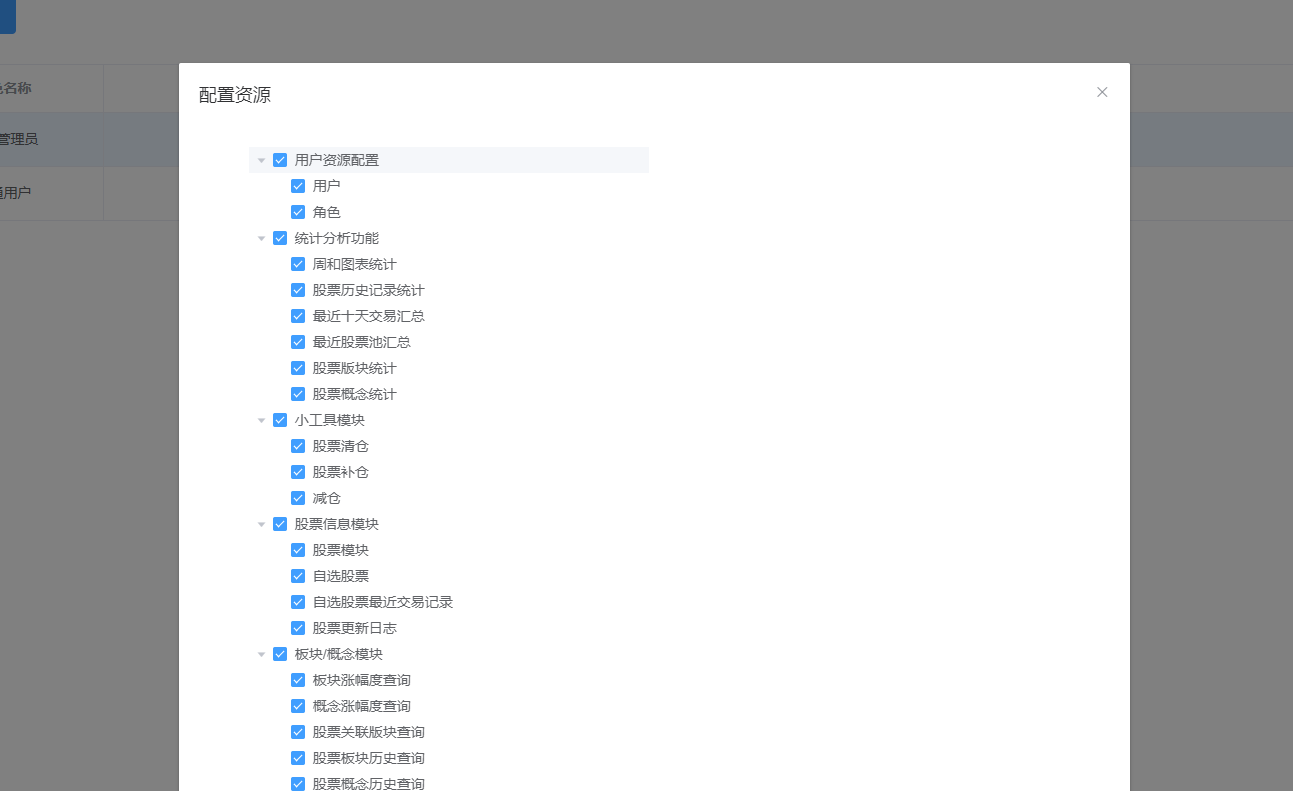 配置资源
名称
管理员
用户
用户资源配置
用户
角色
统计分析功能
周和图表统计
股票历史记录统计
最近十天交易汇总
最近股票池汇总
股票版块统计
股票概念统计
小工具模块
股票清仓
股票补仓
减仓
股票信息模块
股票模块
自选股票
自选股票最近交易记录
股票更新日志
板块/概念模块
板块涨幅度查询
概念涨幅度查询
股票关联版块查询
股票板块历史查询
股票概念历史查询